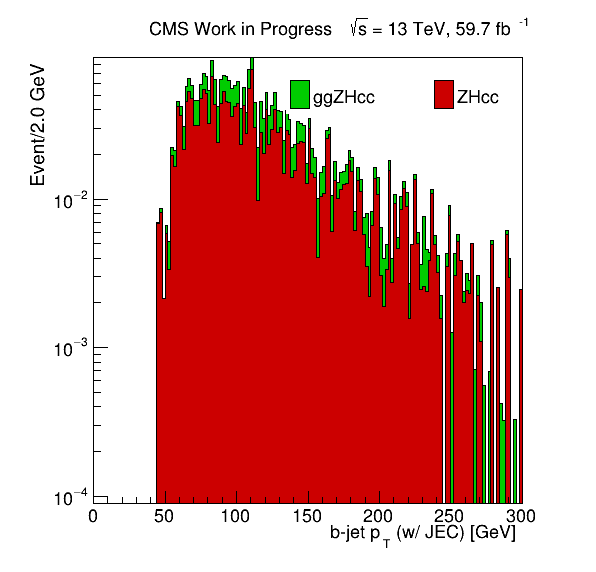 CMS Work in Progress √s = 13 TeV, 59.7 fb -1
Event/2.0 GeV
ggZHcc
ZHcc
10−2
10−3
10−4
0 50 100 150 200 250 300
b-jet pT (w/ JEC) [GeV]